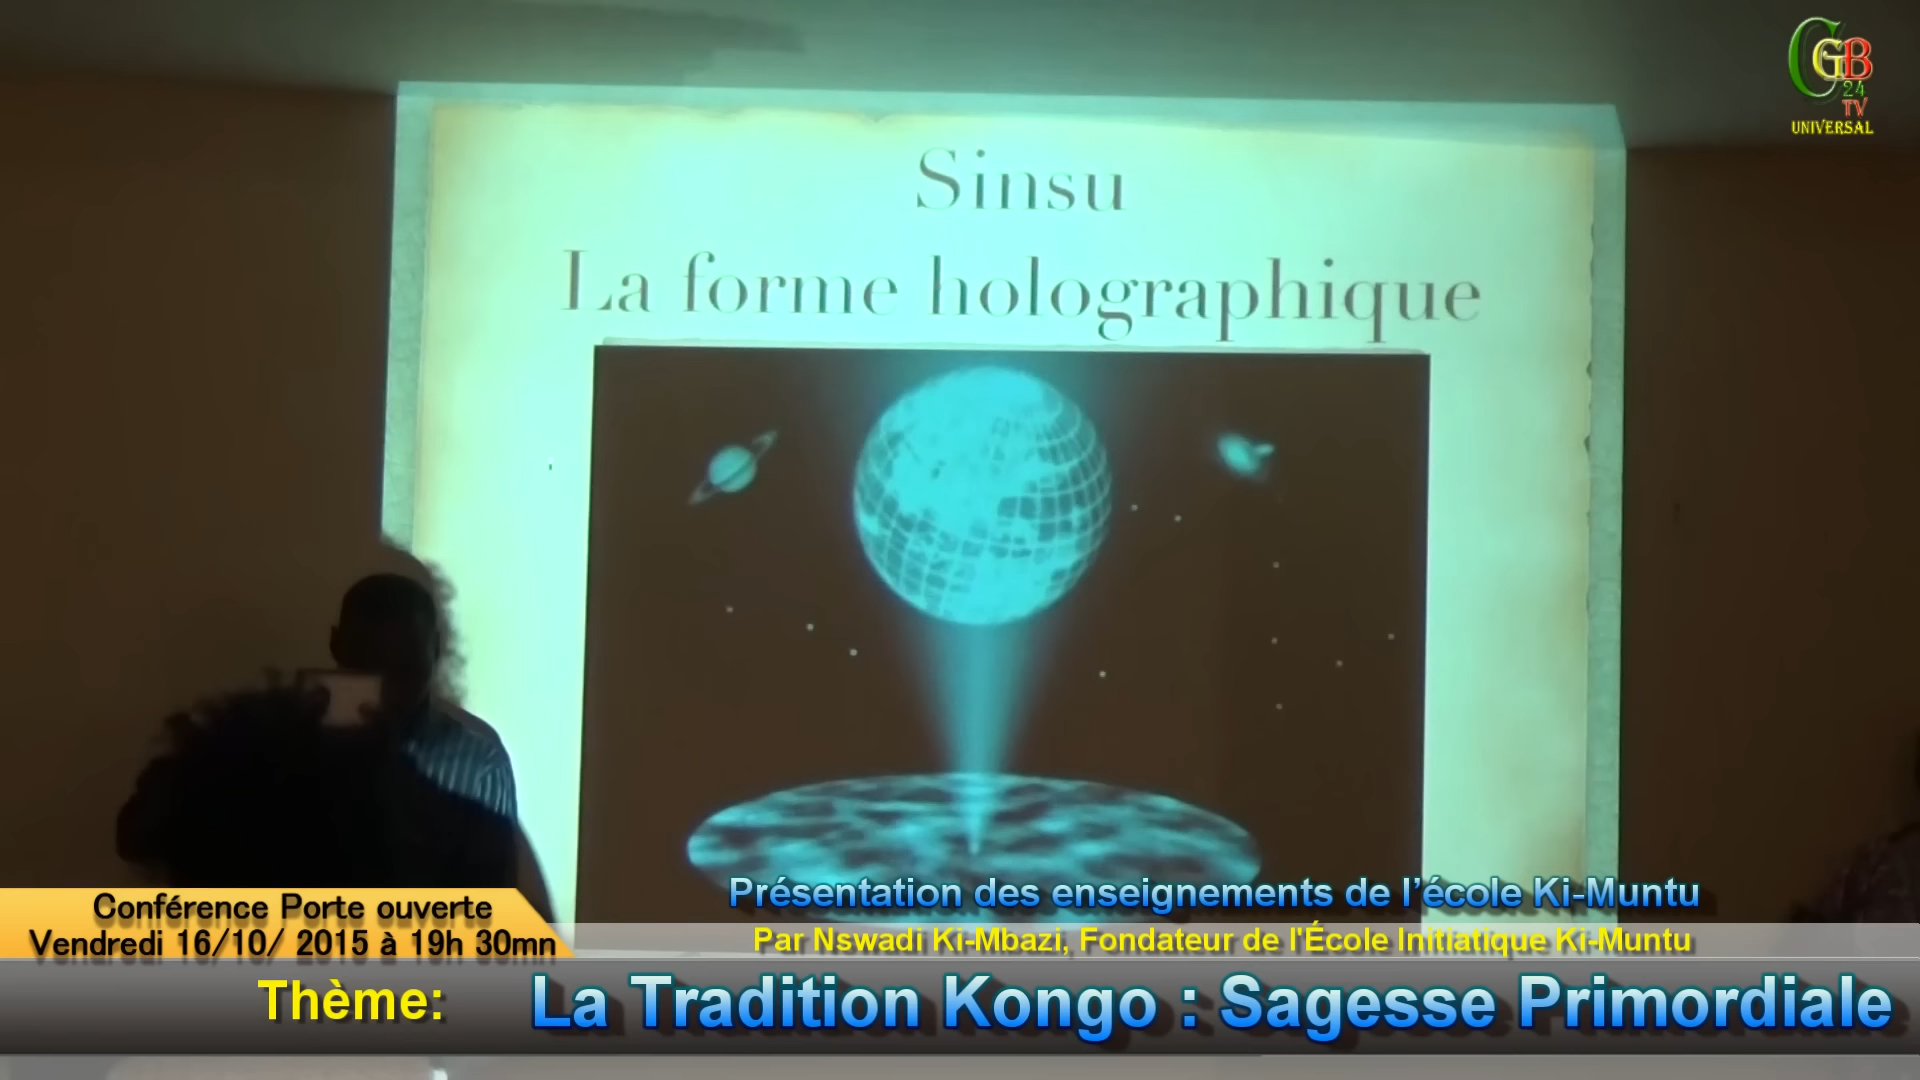 CGB
24
TV
UNIVERSAL
Sinsu
La forme holographique
Présentation des enseignements de l’école Ki-Muntu
Conférence Porte ouverte
Vendredi 16/10/ 2015 à 19h 30mn
Par Nswadi Ki-Mbazi, Fondateur de l'École Initiatique Ki-Muntu
Thème: La Tradition Kongo : Sagesse Primordiale